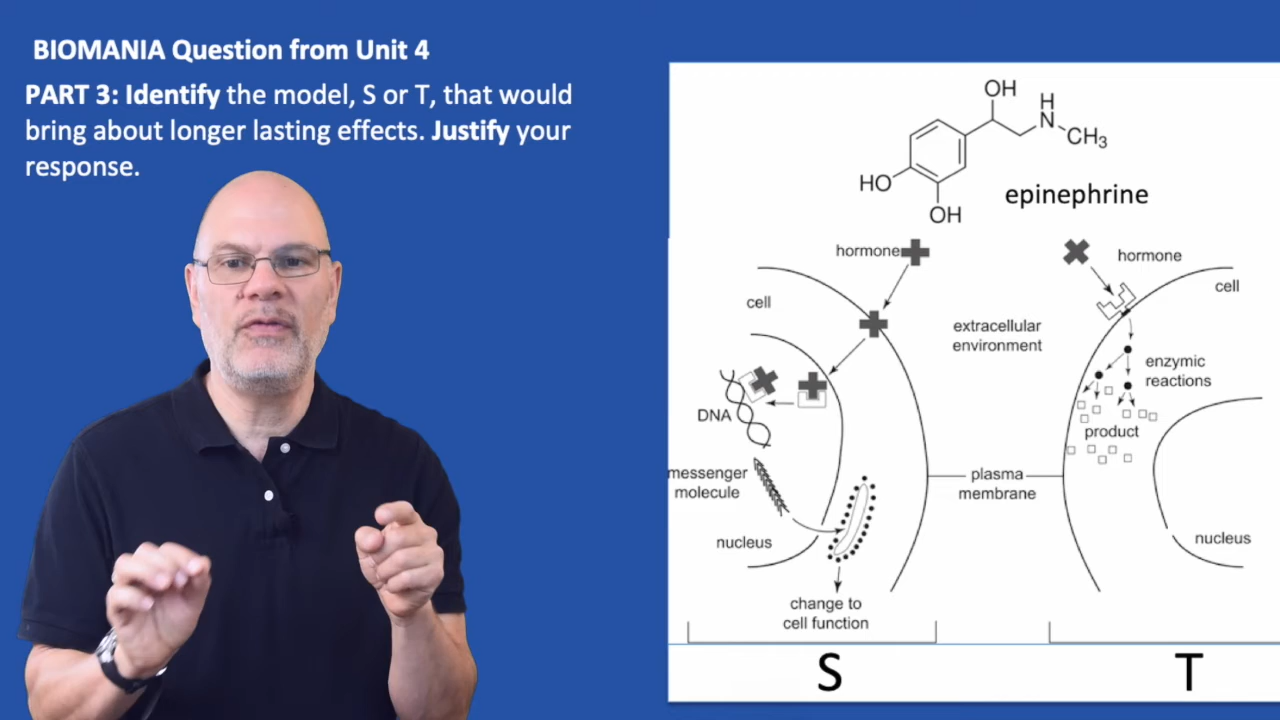 BIOMANIA Question from Unit 4
PART 3: Identify the model, S or T, that would
bring about longer lasting effects. Justify your
response.
OH
H
N
CH3
HO
OH
epinephrine
hormone
hormone
cell
cell
extracellular
environment
enzymic
reactions
DNA
product
messenger
molecule
plasma
membrane
nucleus
nucleus
change to
cell function
S
T